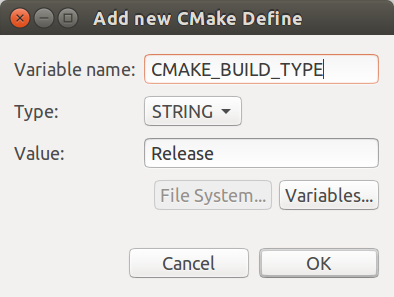 Add new CMake Define
Variable name: CMAKE_BUILD_TYPE
Type: STRING
Value: Release
File System... Variables...
Cancel OK